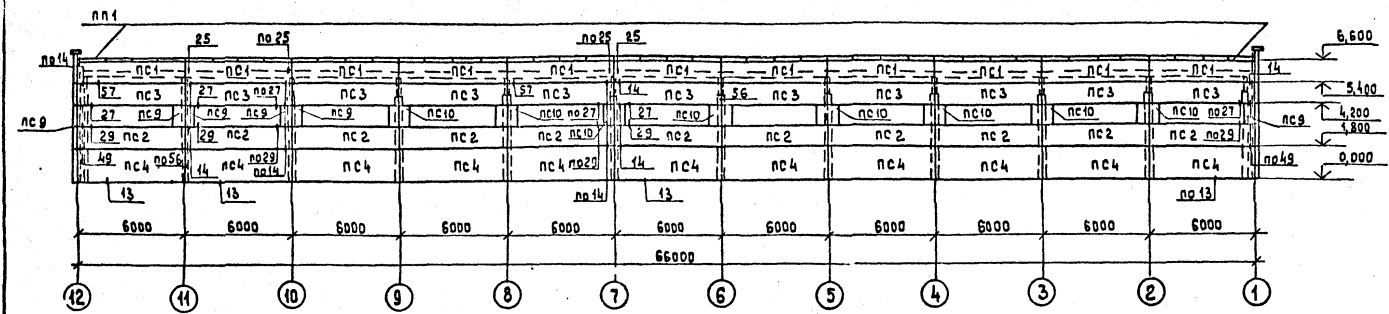 пп1
25 по25 по25 25 6,600
по14 пс1 пс1 пс1 пс1 пс1 пс1 пс1 пс1 пс1 пс1 пс1 14
57 пс3 27 пс3 по27 пс3 пс3 57 пс3 14 пс3 56 пс3 пс3 пс3 пс3 пс3 5,400
пс9 27 пс9 пс9 пс9 пс9 пс10 пс10 по27 27 пс10 пс10 пс10 пс10 пс10 по27 пс9 4,200
29 пс2 29 пс2 пс2 пс2 пс2 пс10 29 пс2 пс2 пс2 пс2 пс2 пс2 по29 1,800
49 пс4 по56 14 пс4 по29 по14 пс4 пс4 пс4 по29 14 пс4 пс4 пс4 пс4 пс4 пс4 по49 0,000
13 13 по14 13 по13
6000 6000 6000 6000 6000 6000 6000 6000 6000 6000 6000
66000
12 11 10 9 8 7 6 5 4 3 2 1